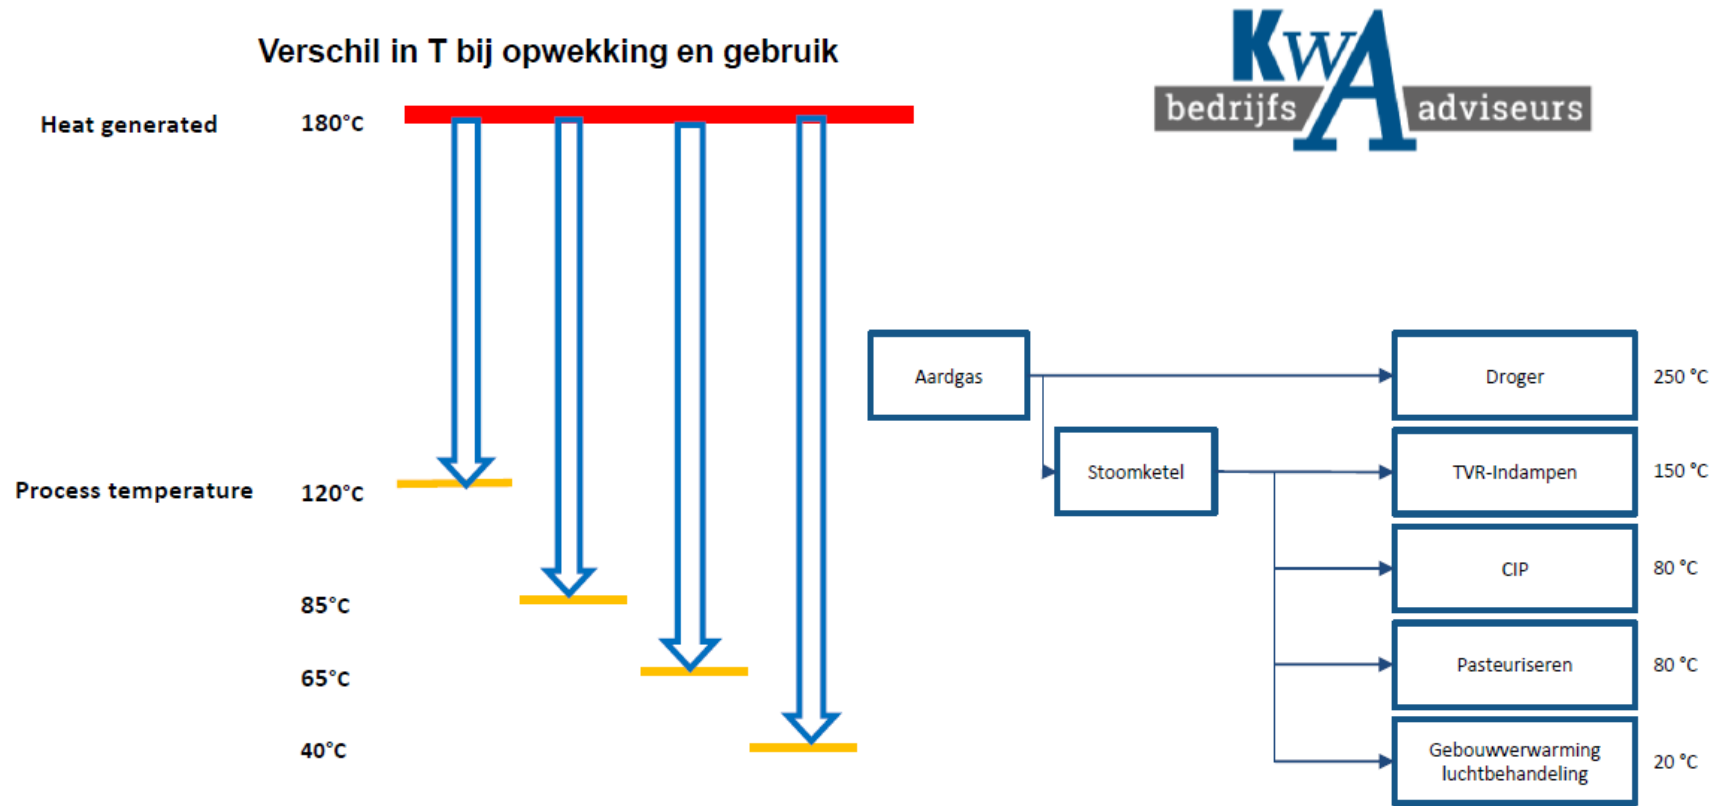 Verschil in T bij opwekking en gebruik
KWA
bedrijfs adviseurs
Heat generated 180°C
Process temperature 120°C
85°C
65°C
40°C
Aardgas
Droger 250 °C
Stoomketel
TVR-Indampen 150 °C
CIP 80 °C
Pasteuriseren 80 °C
Gebouwverwarming
luchtbehandeling 20 °C